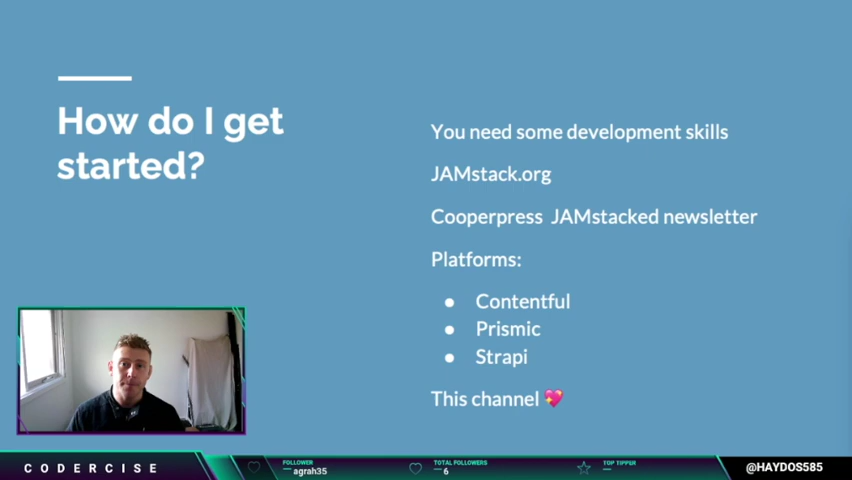 How do I get
started?
You need some development skills
JAMstack.org
Cooperpress JAMstacked newsletter
Platforms:
● Contentful
● Prismic
● Strapi
This channel 💖
CODERCISE
FOLLOWER
agrah35
TOTAL FOLLOWERS
6
TOP TIPPER
@HAYDOS585